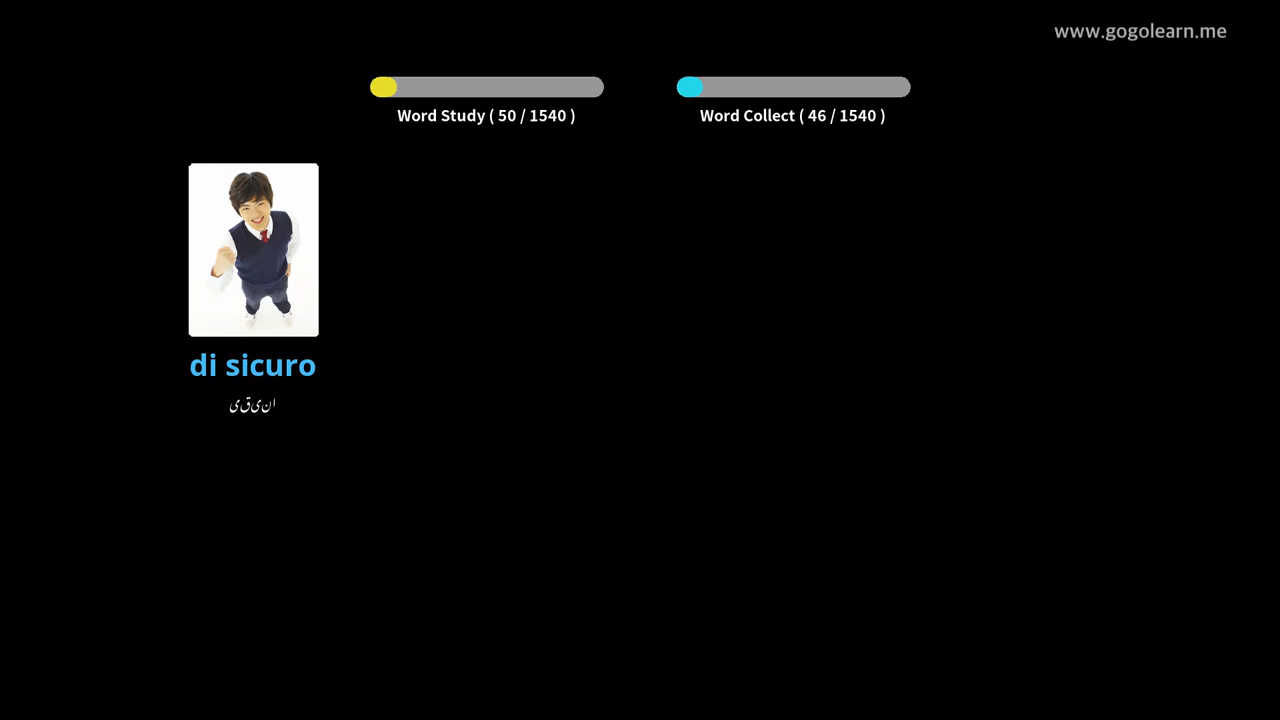 www.gogolearn.me
Word Study ( 50 / 1540 )
Word Collect ( 46 / 1540 )
di sicuro
یقینا